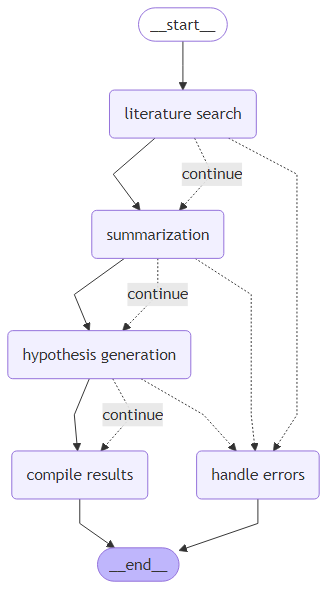 __start__
literature search
continue
summarization
continue
hypothesis generation
continue
compile results
handle errors
__end__